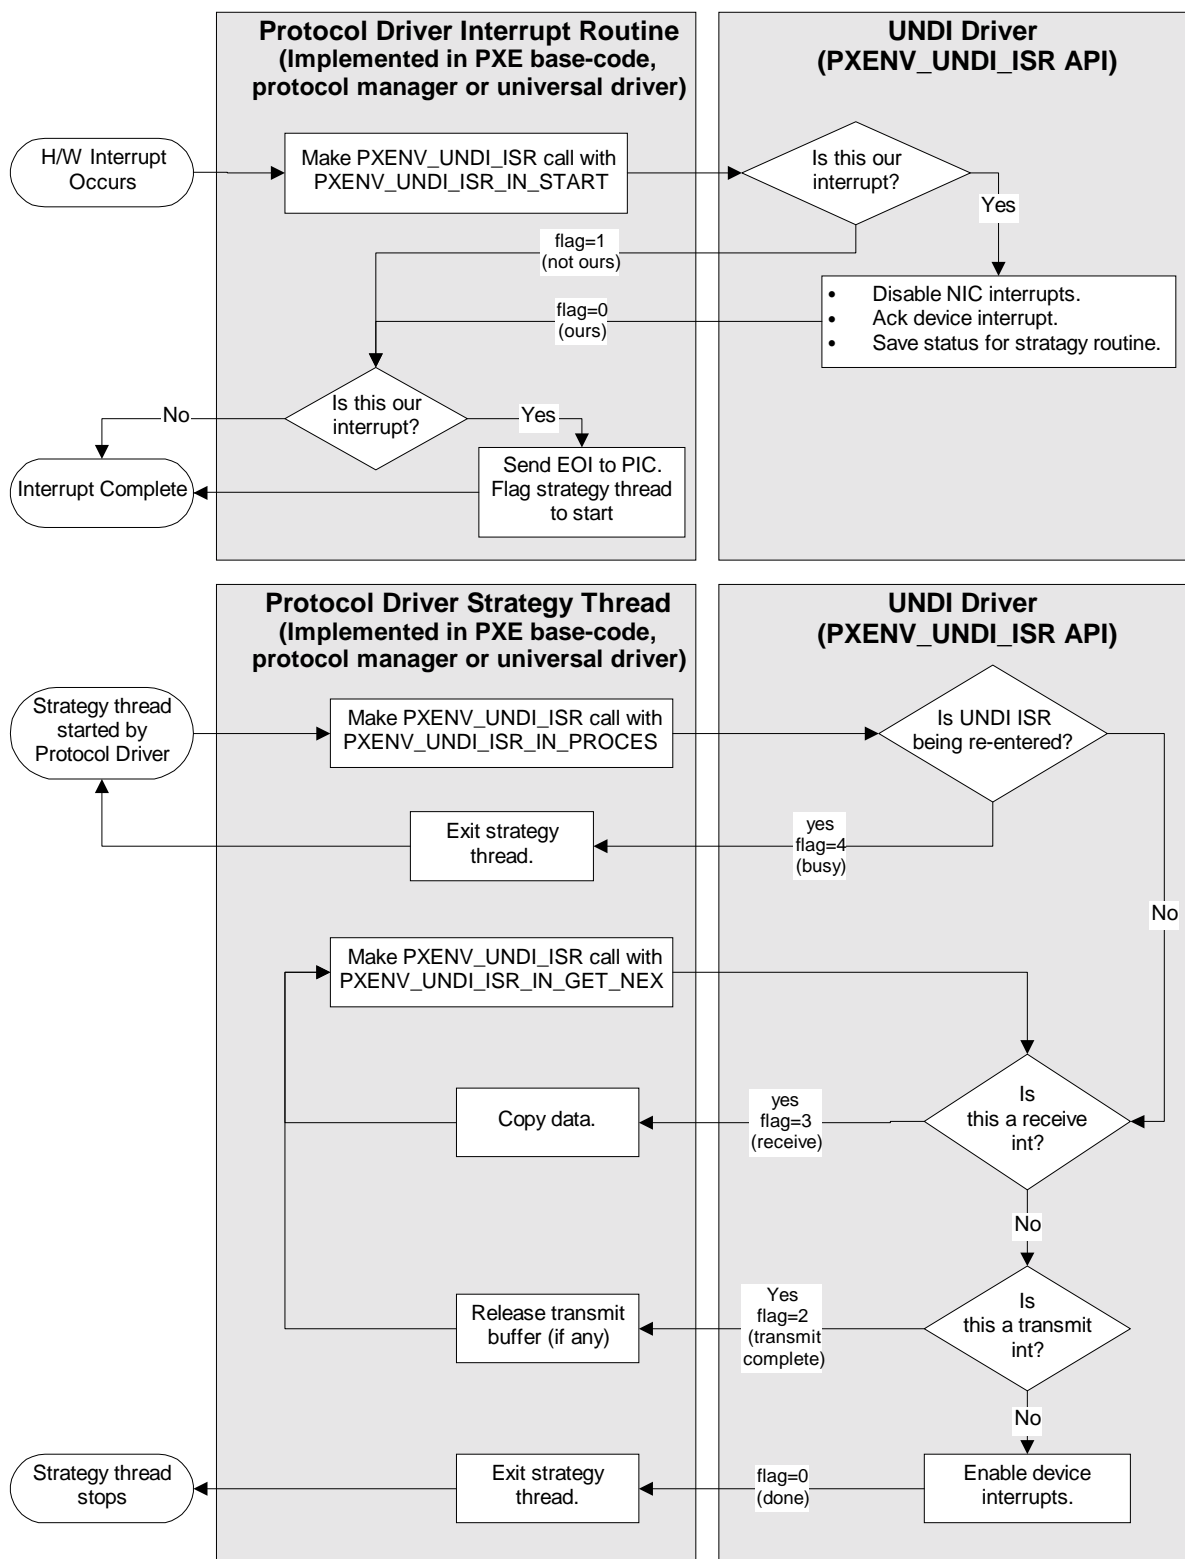 Protocol Driver Interrupt Routine
(Implemented in PXE base-code,
protocol manager or universal driver)
UNDI Driver
(PXENV_UNDI_ISR API)
H/W Interrupt
Occurs
Make PXENV_UNDI_ISR call with
PXENV_UNDI_ISR_IN_START
Is this our
interrupt?
Yes
flag=1
(not ours)
• Disable NIC interrupts.
• Ack device interrupt.
• Save status for stratagy routine.
flag=0
(ours)
Is this our
interrupt?
No
Yes
Interrupt Complete
Send EOI to PIC.
Flag strategy thread
to start
Protocol Driver Strategy Thread
(Implemented in PXE base-code,
protocol manager or universal driver)
UNDI Driver
(PXENV_UNDI_ISR API)
Strategy thread
started by
Protocol Driver
Make PXENV_UNDI_ISR call with
PXENV_UNDI_ISR_IN_PROCES
Is UNDI ISR
being re-entered?
Exit strategy
thread.
yes
flag=4
(busy)
No
Make PXENV_UNDI_ISR call with
PXENV_UNDI_ISR_IN_GET_NEX
Copy data.
yes
flag=3
(receive)
Is
this a receive
int?
No
Release transmit
buffer (if any)
Yes
flag=2
(transmit
complete)
Is
this a transmit
int?
No
Strategy thread
stops
Exit strategy
thread.
flag=0
(done)
Enable device
interrupts.